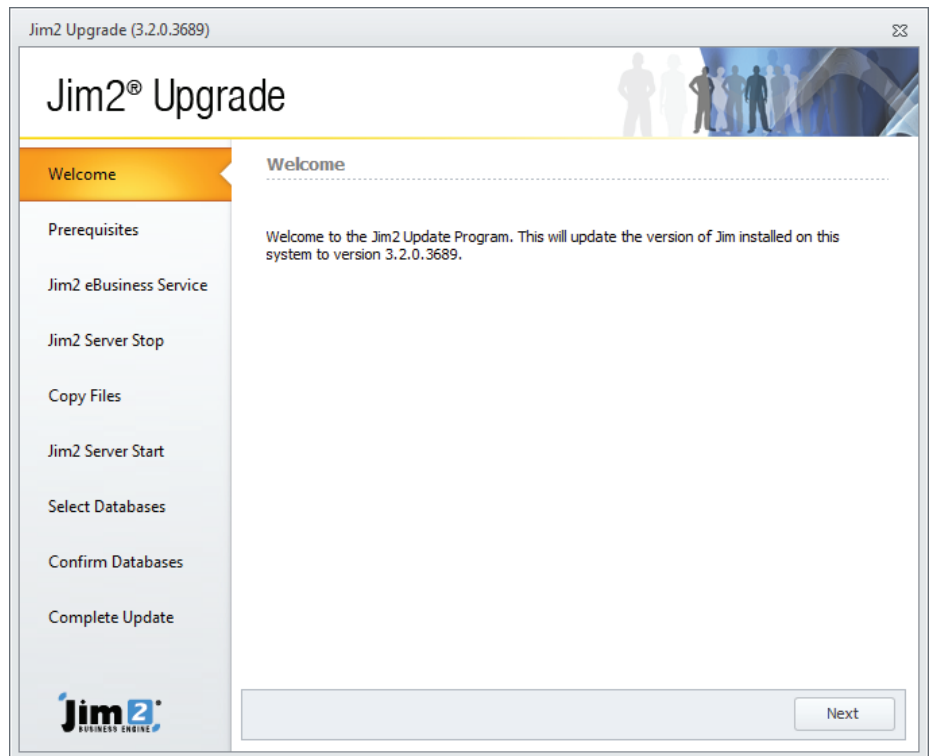 Jim2 Upgrade (3.2.0.3689)
Jim2® Upgrade
Welcome
Prerequisites
Jim2 eBusiness Service
Jim2 Server Stop
Copy Files
Jim2 Server Start
Select Databases
Confirm Databases
Complete Update
Jim2
BUSINESS ENGINE
Welcome
Welcome to the Jim2 Update Program. This will update the version of Jim installed on this
system to version 3.2.0.3689.
Next